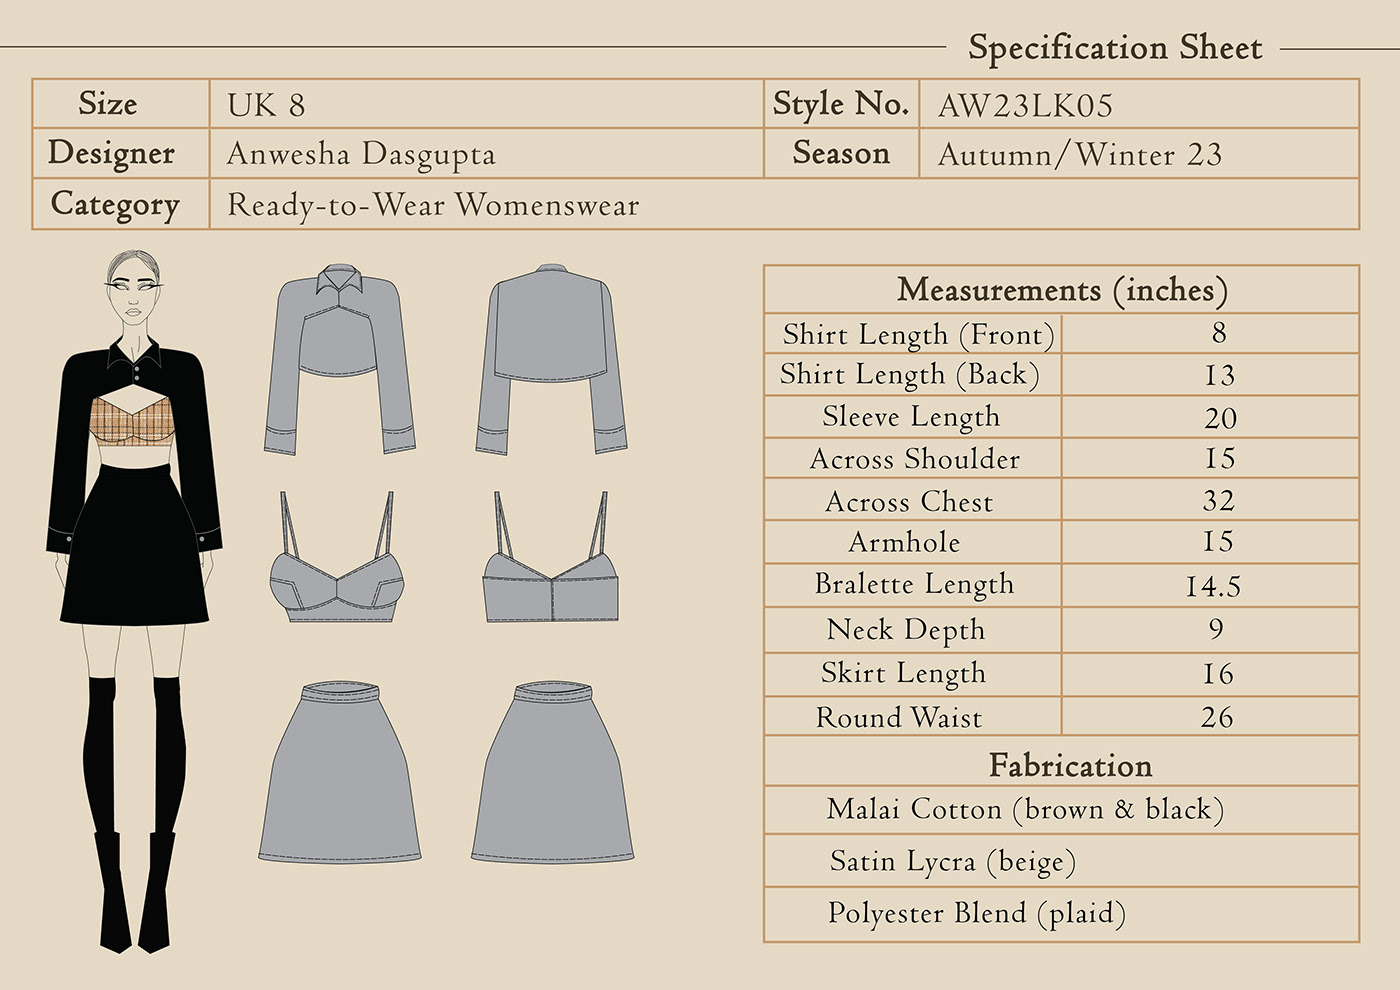 Specification Sheet
Size UK 8 Style No. AW23LK05
Designer Anwesha Dasgupta Season Autumn/Winter 23
Category Ready-to-Wear Womenswear
Measurements (inches)
Shirt Length (Front) 8
Shirt Length (Back) 13
Sleeve Length 20
Across Shoulder 15
Across Chest 32
Armhole 15
Bralette Length 14.5
Neck Depth 9
Skirt Length 16
Round Waist 26
Fabrication
Malai Cotton (brown & black)
Satin Lycra (beige)
Polyester Blend (plaid)